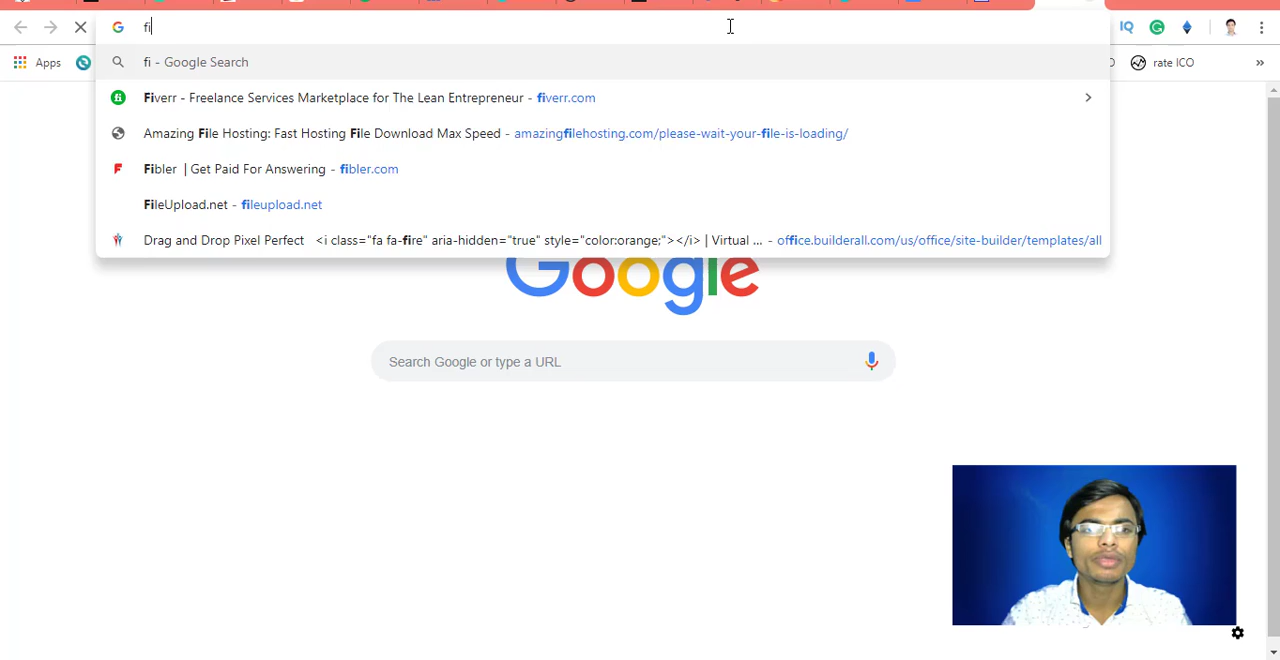 fi
IQ
Apps
rate ICO
»
fi - Google Search
Fiverr - Freelance Services Marketplace for The Lean Entrepreneur - fiverr.com
Amazing File Hosting: Fast Hosting File Download Max Speed - amazingfilehosting.com/please-wait-your-file-is-loading/
Fibler | Get Paid For Answering - fibler.com
FileUpload.net - fileupload.net
Drag and Drop Pixel Perfect <i class="fa fa-fire" aria-hidden="true" style="color:orange;"></i> | Virtual ... - office.builderall.com/us/office/site-builder/templates/all
Google
Search Google or type a URL